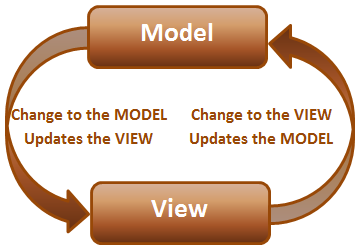 Model
Change to the MODEL
Updates the VIEW
Change to the VIEW
Updates the MODEL
View